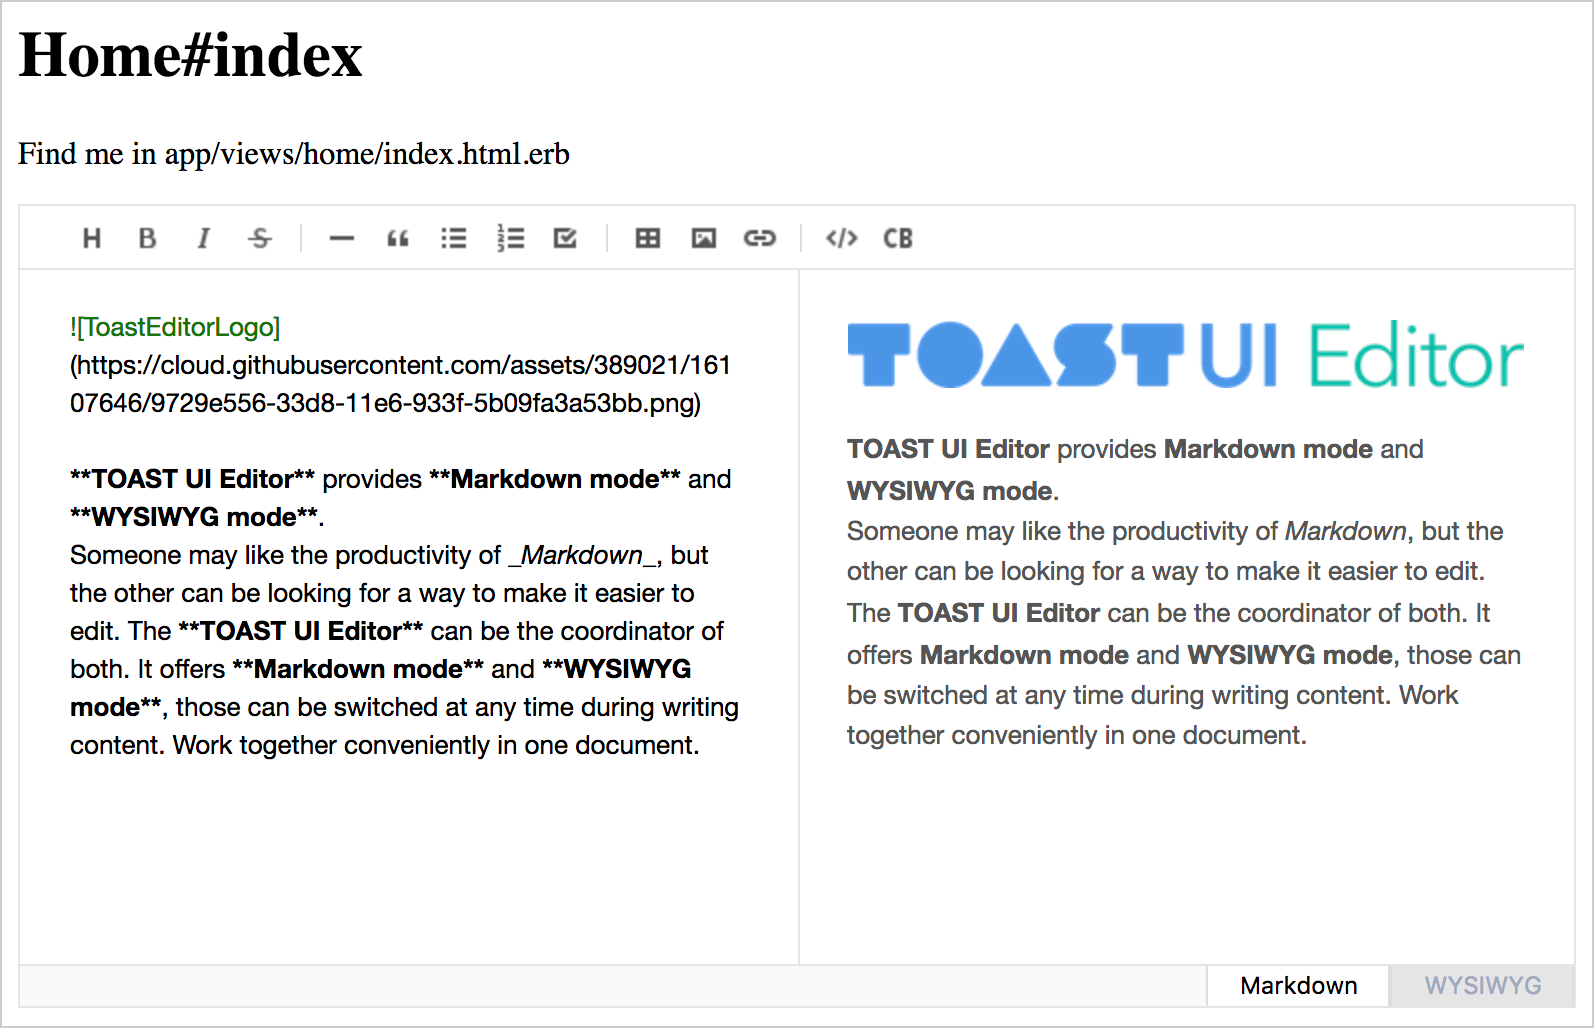 Home#index
Find me in app/views/home/index.html.erb
H B I S — “ 1 2 3 </> CB
![ToastEditorLogo]
(https://cloud.githubusercontent.com/assets/389021/161
07646/9729e556-33d8-11e6-933f-5b09fa3a53bb.png)
**TOAST UI Editor** provides **Markdown mode** and
**WYSIWYG mode**.
Someone may like the productivity of _Markdown_, but
the other can be looking for a way to make it easier to
edit. The **TOAST UI Editor** can be the coordinator of
both. It offers **Markdown mode** and **WYSIWYG
mode**, those can be switched at any time during writing
content. Work together conveniently in one document.
TOAST UI Editor
TOAST UI Editor provides Markdown mode and
WYSIWYG mode.
Someone may like the productivity of Markdown, but the
other can be looking for a way to make it easier to edit.
The TOAST UI Editor can be the coordinator of both. It
offers Markdown mode and WYSIWYG mode, those can
be switched at any time during writing content. Work
together conveniently in one document.
Markdown WYSIWYG